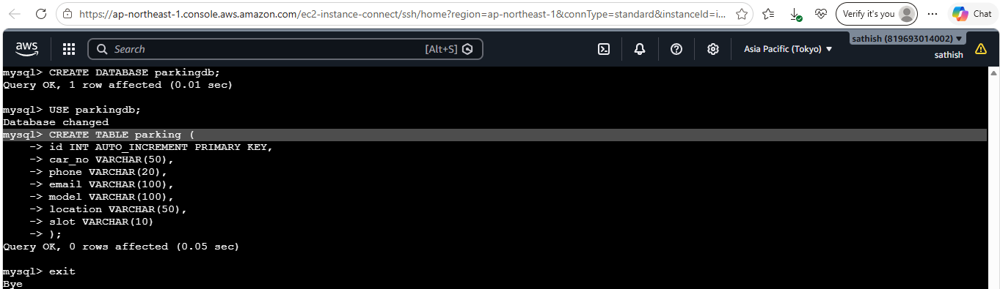 https://ap-northeast-1.console.aws.amazon.com/ec2-instance-connect/ssh/home?region=ap-northeast-1&connType=standard&instanceId=i...
Verify it's you
Chat
aws
Search
[Alt+S]
Asia Pacific (Tokyo)
sathish (819693014002)
sathish
mysql> CREATE DATABASE parkingdb;
Query OK, 1 row affected (0.01 sec)
mysql> USE parkingdb;
Database changed
mysql> CREATE TABLE parking (
    -> id INT AUTO_INCREMENT PRIMARY KEY,
    -> car_no VARCHAR(50),
    -> phone VARCHAR(20),
    -> email VARCHAR(100),
    -> model VARCHAR(100),
    -> location VARCHAR(50),
    -> slot VARCHAR(10)
    -> );
Query OK, 0 rows affected (0.05 sec)
mysql> exit
Bye